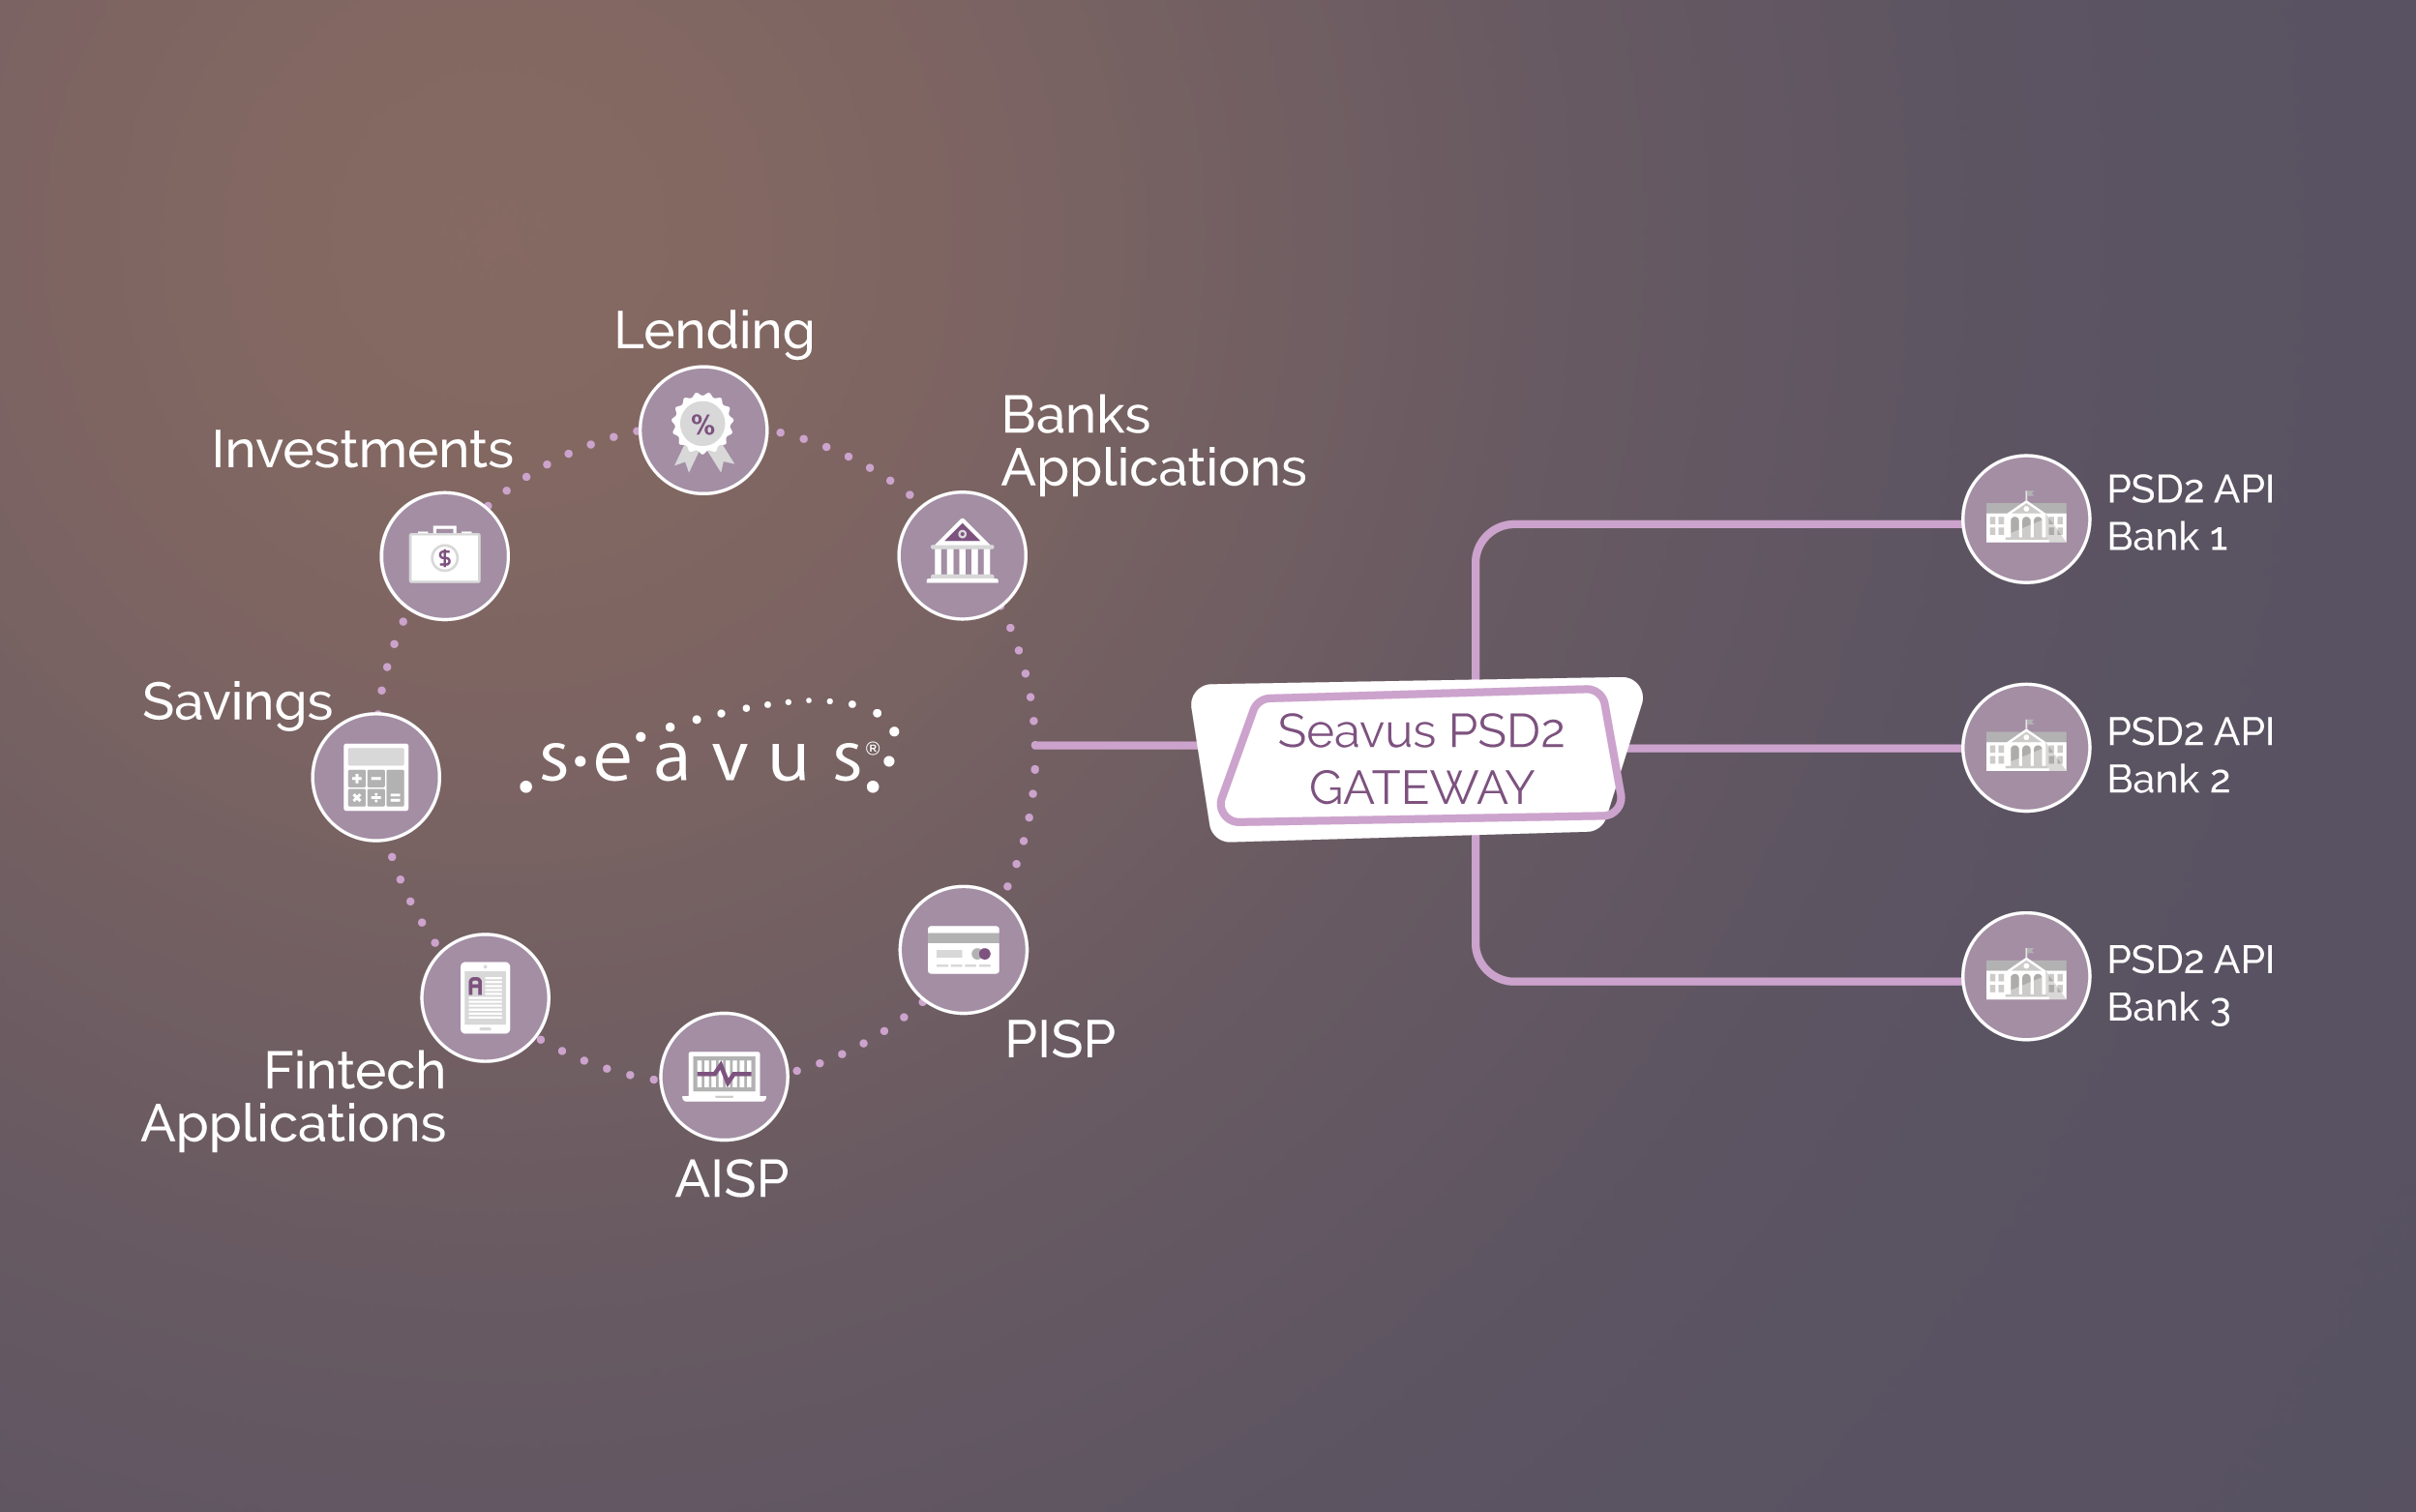 Lending
%
Banks
Applications
Investments
$
Savings
seavus®
Fintech
Applications
A
AISP
PISP
Seavus PSD2
GATEWAY
PSD2 API
Bank 1
PSD2 API
Bank 2
PSD2 API
Bank 3